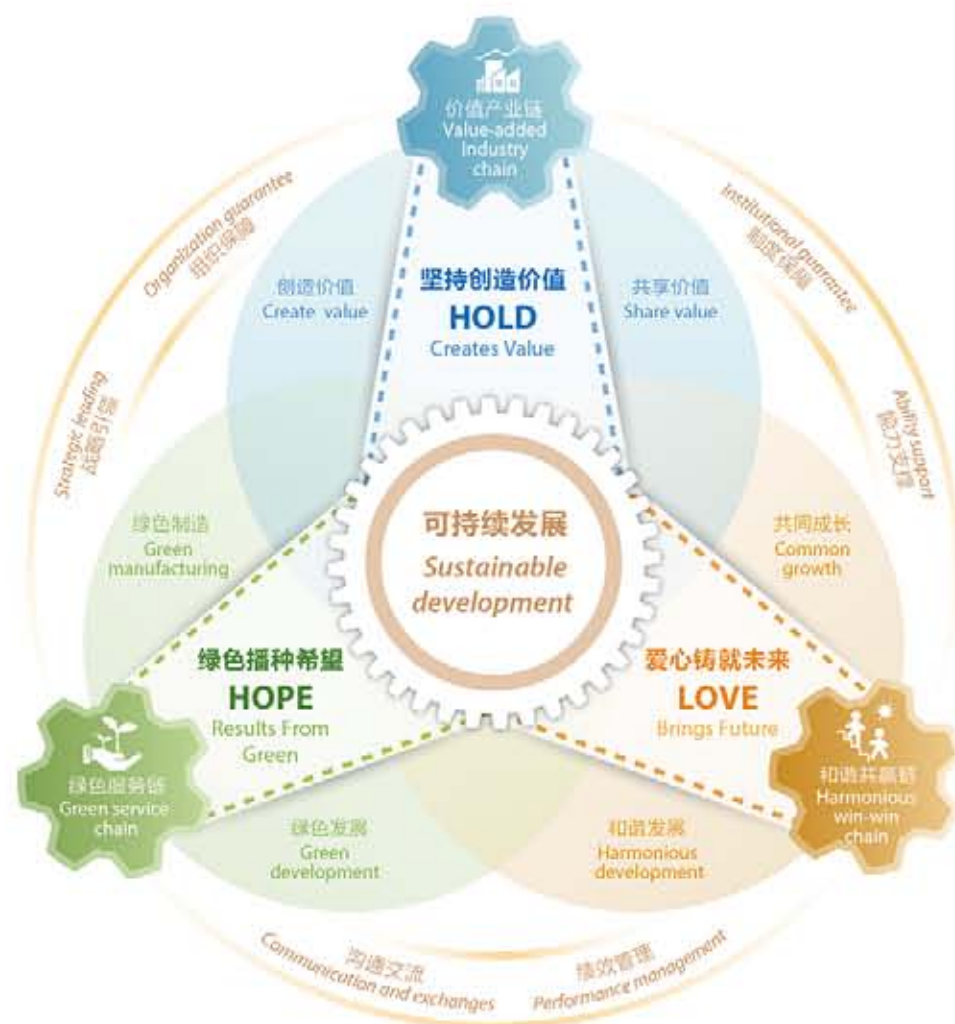 价值产业链
Value-added
Industry
chain
Organization guarantee
组织保障
Institutional guarantee
制度保障
创造价值
Create value
坚持创造价值
HOLD
Creates Value
共享价值
Share value
Strategic leading
战略引领
Ability support
能力支撑
绿色制造
Green
manufacturing
可持续发展
Sustainable
development
共同成长
Common
growth
绿色播种希望
HOPE
Results From
Green
爱心铸就未来
LOVE
Brings Future
绿色服务链
Green service
chain
和谐共赢链
Harmonious
win-win
chain
绿色发展
Green
development
和谐发展
Harmonious
development
沟通交流
Communication and exchanges
绩效管理
Performance management